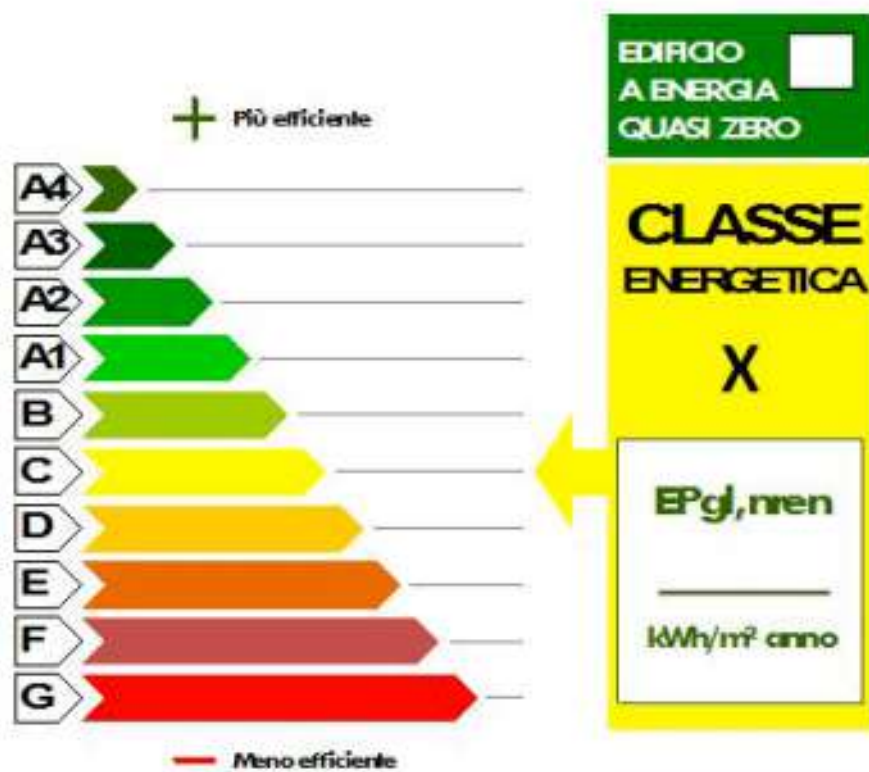 EDIFICIO
A ENERGIA
QUASI ZERO
+ Più efficiente
A4
A3
A2
A1
B
C
D
E
F
G
— Meno efficiente
CLASSE
ENERGETICA
X
EPgl,nren
kWh/m² anno